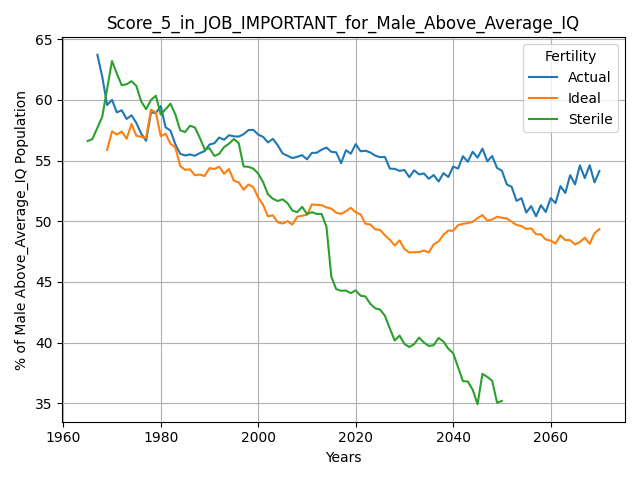 Score_5_in_JOB_IMPORTANT_for_Male_Above_Average_IQ
% of Male Above_Average_IQ Population
65
60
55
50
45
40
35
Fertility
Actual
Ideal
Sterile
1960 1980 2000 2020 2040 2060
Years